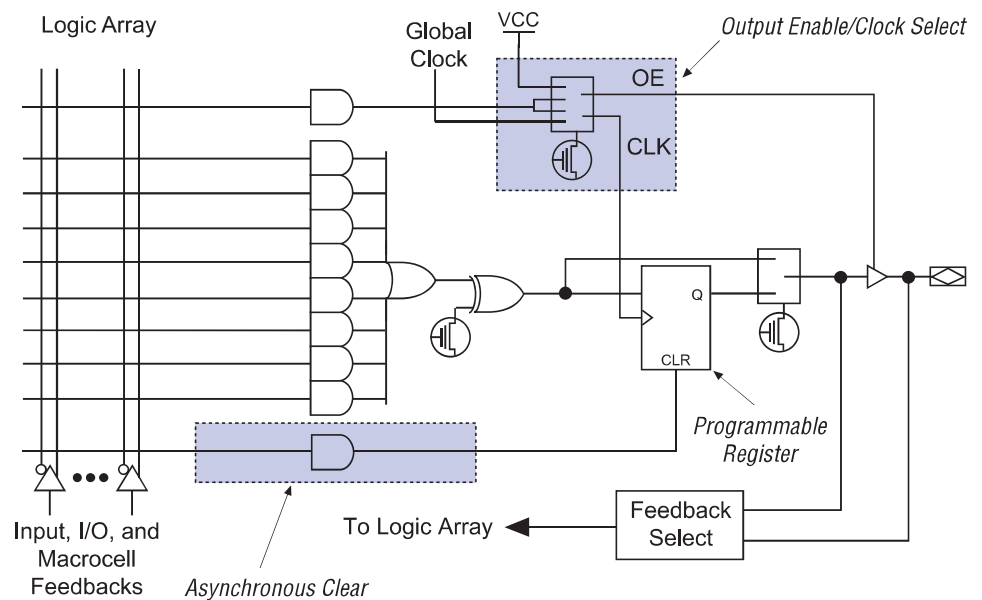 Logic Array
Global
Clock
VCC
Output Enable/Clock Select
OE
CLK
Q
CLR
Programmable
Register
Feedback
Select
To Logic Array
Input, I/O, and
Macrocell
Feedbacks
Asynchronous Clear